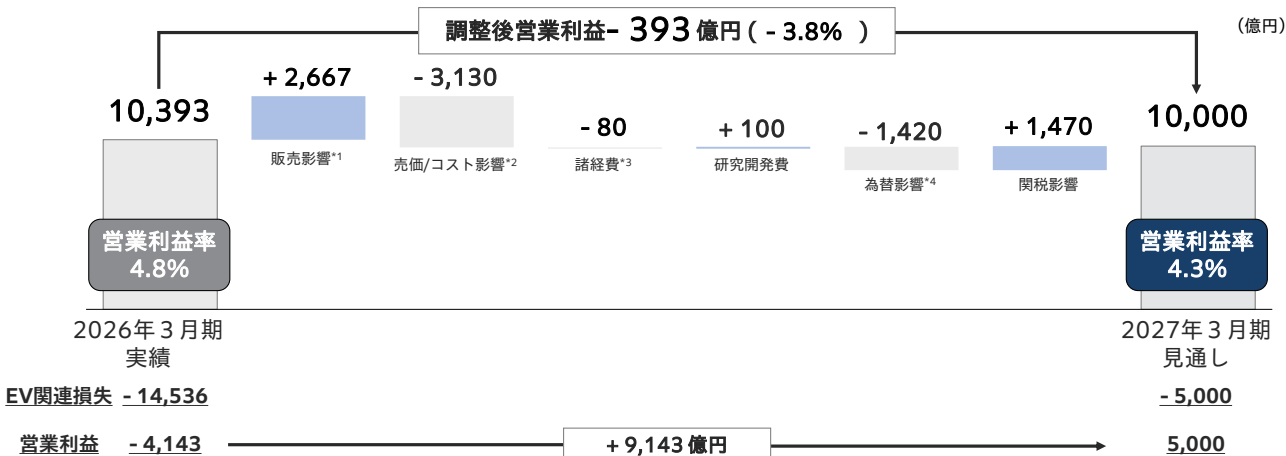 調整後営業利益- 393 億円 ( - 3.8% )
(億円)
10,393
+ 2,667
販売影響*1
- 3,130
売価/コスト影響*2
- 80
諸経費*3
+ 100
研究開発費
- 1,420
為替影響*4
+ 1,470
関税影響
10,000
営業利益率
4.8%
営業利益率
4.3%
2026年３月期
実績
2027年３月期
見通し
EV関連損失 - 14,536
- 5,000
営業利益 - 4,143
+ 9,143 億円
5,000